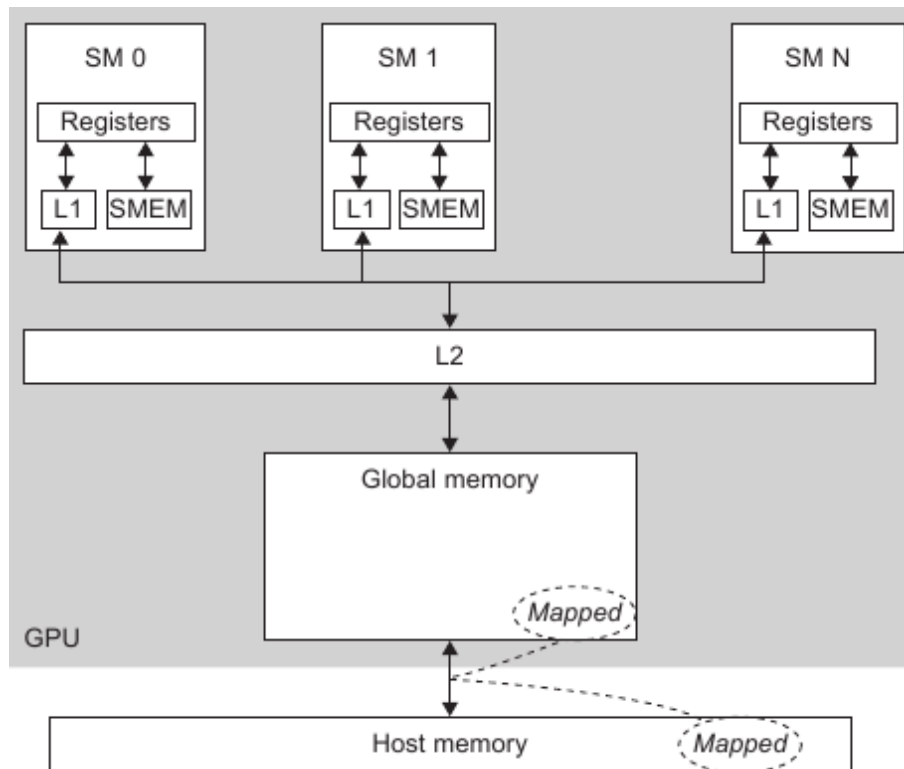 SM 0 SM 1 SM N
Registers Registers Registers
L1 SMEM L1 SMEM L1 SMEM
L2
Global memory
Mapped
GPU
Host memory Mapped